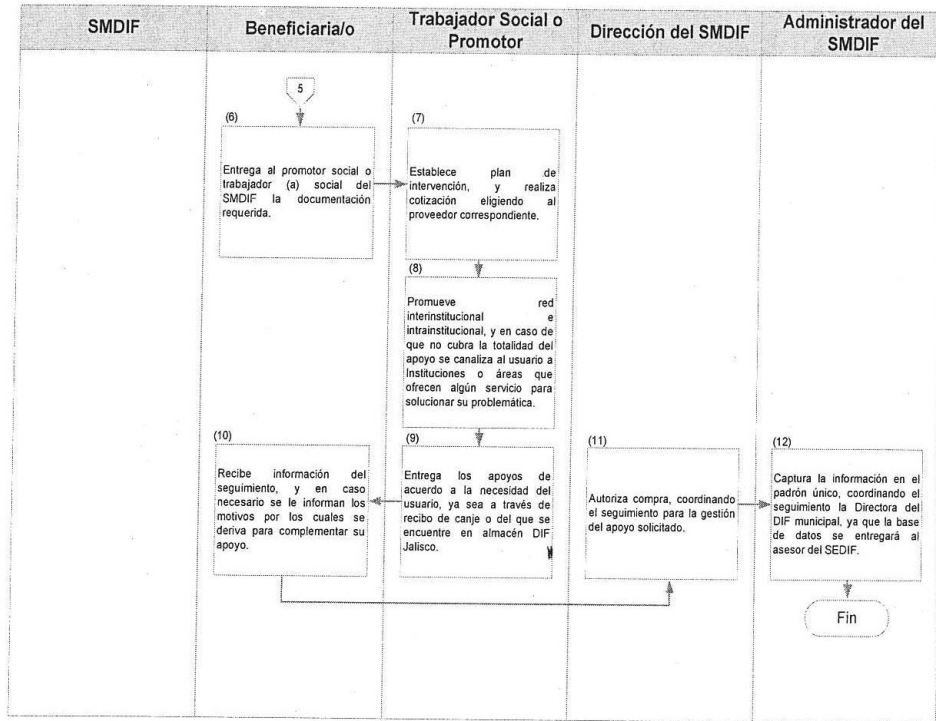 SMDIF
Beneficiaria/o
Trabajador Social o
Promotor
Dirección del SMDIF
Administrador del
SMDIF
5
(6)
Entrega al promotor social o
trabajador (a) social del
SMDIF la documentación
requerida.
(7)
Establece plan de
intervención, y realiza
cotización eligiendo al
proveedor correspondiente.
(8)
Promueve red
interinstitucional e
intrainstitucional, y en caso de
que no cubra la totalidad del
apoyo se canaliza al usuario a
Instituciones o áreas que
ofrecen algún servicio para
solucionar su problemática.
(9)
Entrega los apoyos de
acuerdo a la necesidad del
usuario, ya sea a través de
recibo de canje o del que se
encuentre en almacén DIF
Jalisco.
(10)
Recibe información del
seguimiento, y en caso
necesario se le informan los
motivos por los cuales se
deriva para complementar su
apoyo.
(11)
Autoriza compra, coordinando
el seguimiento para la gestión
del apoyo solicitado.
(12)
Captura la información en el
padrón único, coordinando el
seguimiento la Directora del
DIF municipal, ya que la base
de datos se entregará al
asesor del SEDIF.
Fin